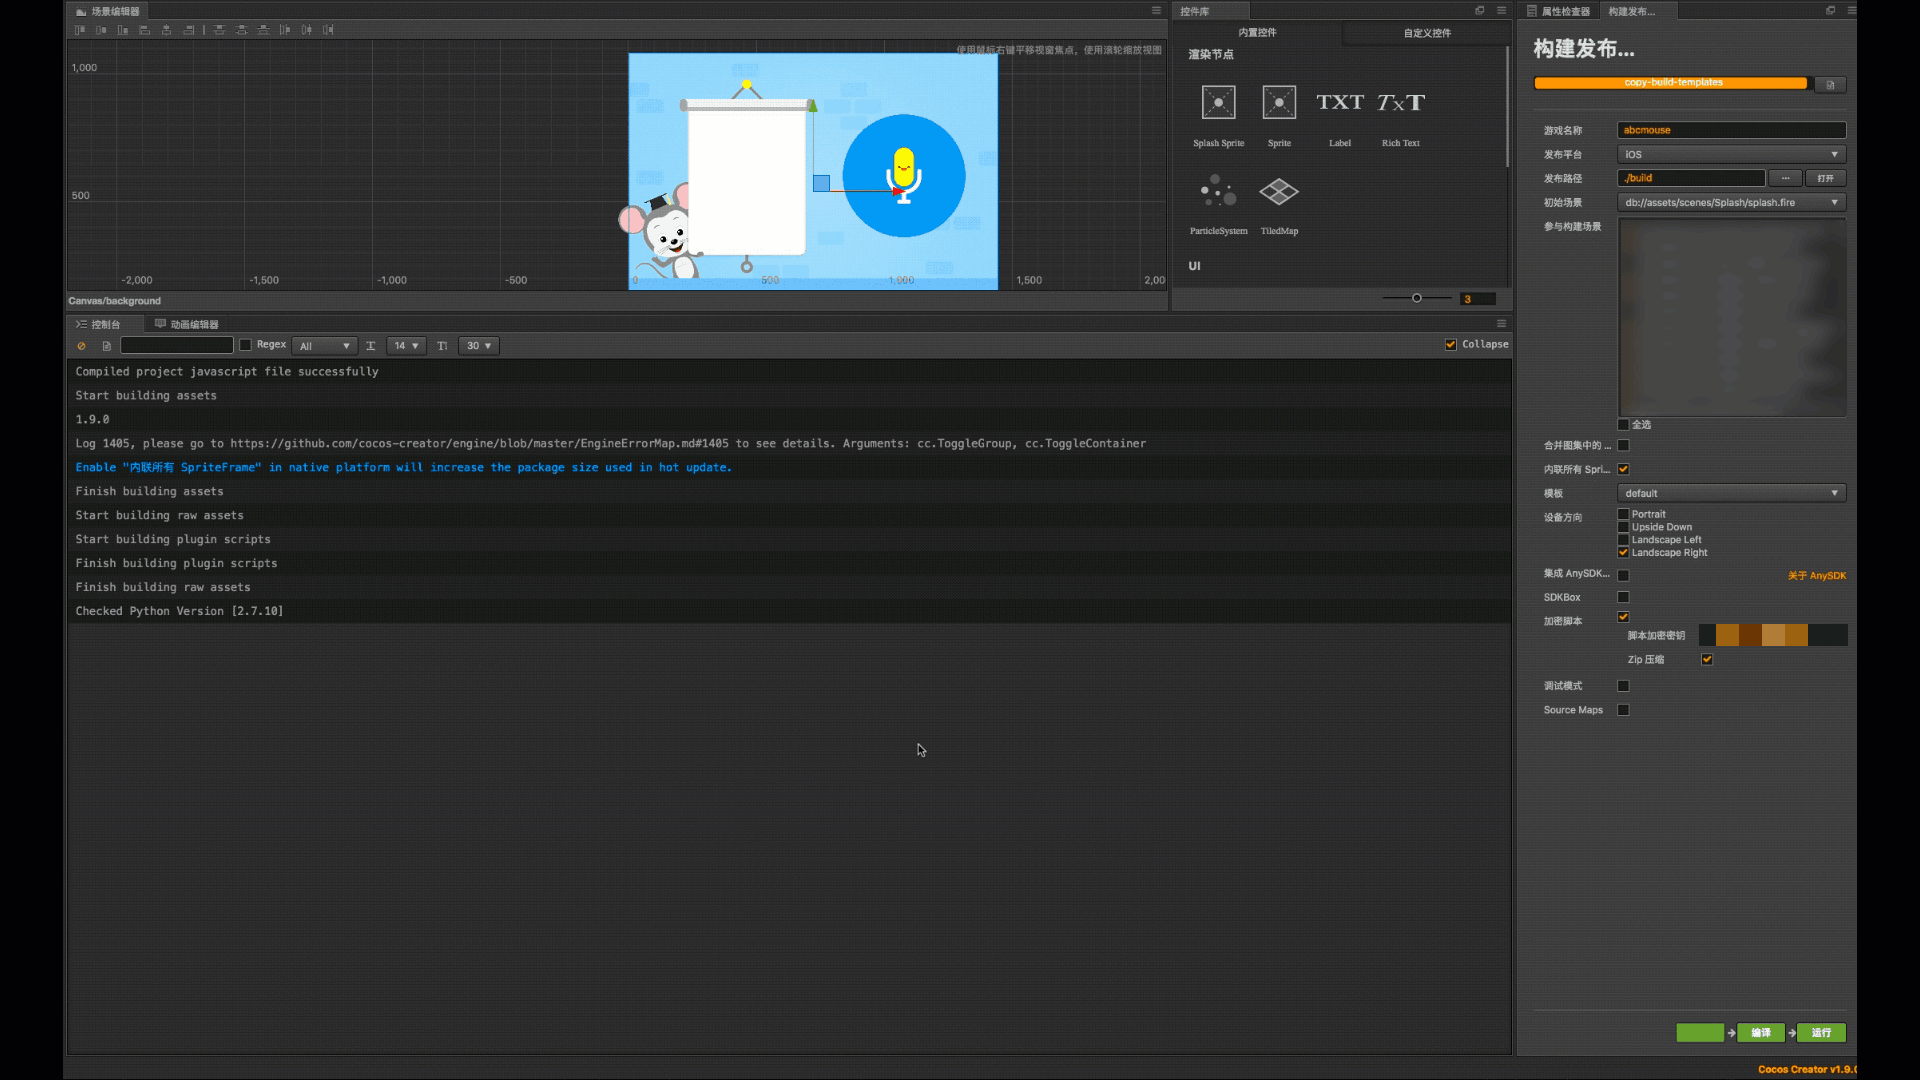 场景编辑器
使用鼠标右键平移视窗焦点，使用滚轮缩放视图
1,000
500
-2,000
-1,500
-1,000
-500
0
500
1,000
1,500
2,00
Canvas/background
控件库
内置控件
自定义控件
渲染节点
Splash Sprite
TXT
TxT
Sprite
Label
Rich Text
ParticleSystem
TiledMap
UI
3
控制台
动画编辑器
Regex
All
14
30
Collapse
Compiled project javascript file successfully
Start building assets
1.9.0
Log 1405, please go to https://github.com/cocos-creator/engine/blob/master/EngineErrorMap.md#1405 to see details. Arguments: cc.ToggleGroup, cc.ToggleContainer
Enable "内联所有 SpriteFrame" in native platform will increase the package size used in hot update.
Finish building assets
Start building raw assets
Start building plugin scripts
Finish building plugin scripts
Finish building raw assets
Checked Python Version [2.7.10]
属性检查器
构建发布...
构建发布...
copy-build-templates
游戏名称
abcmouse
发布平台
iOS
发布路径
./build
...
打开
初始场景
db://assets/scenes/Splash/splash.fire
参与构建场景
全选
合并图集中的 ...
内联所有 Spri...
模板
default
设备方向
Portrait
Upside Down
Landscape Left
Landscape Right
集成 AnySDK...
关于 AnySDK
SDKBox
加密脚本
脚本加密密钥
Zip 压缩
调试模式
Source Maps
编译
运行
Cocos Creator v1.9.